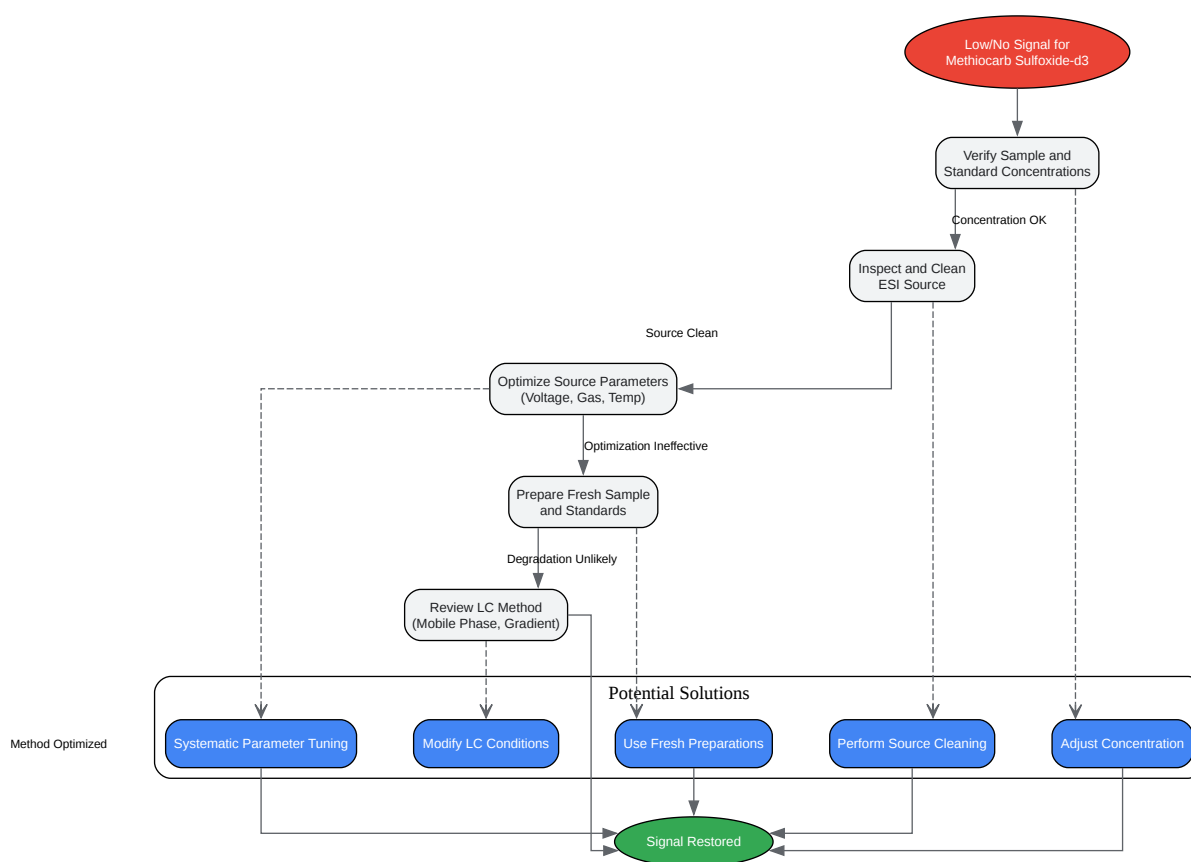 Low/No Signal for
Methiocarb Sulfoxide-d3
Verify Sample and
Standard Concentrations
Concentration OK
Inspect and Clean
ESI Source
Source Clean
Optimize Source Parameters
(Voltage, Gas, Temp)
Optimization Ineffective
Prepare Fresh Sample
and Standards
Degradation Unlikely
Review LC Method
(Mobile Phase, Gradient)
Potential Solutions
Method Optimized
Systematic Parameter Tuning
Modify LC Conditions
Use Fresh Preparations
Perform Source Cleaning
Adjust Concentration
Signal Restored